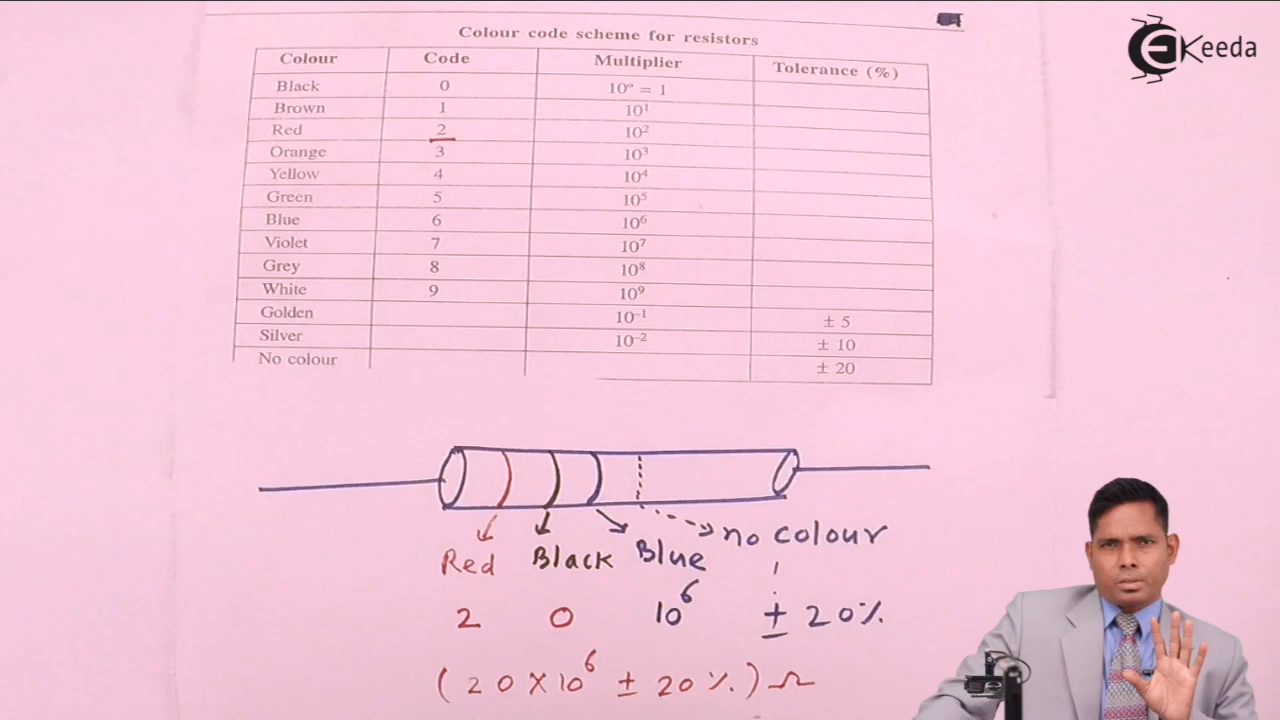 Keeda
Colour code scheme for resistors
Colour Code Multiplier Tolerance (%)
Black 0 10⁰ = 1
Brown 1 10¹
Red 2 10²
Orange 3 10³
Yellow 4 10⁴
Green 5 10⁵
Blue 6 10⁶
Violet 7 10⁷
Grey 8 10⁸
White 9 10⁹
Golden 10⁻¹ ± 5
Silver 10⁻² ± 10
No colour ± 20
no colour
Red Black Blue
2 0 10⁶ ± 20%
(20 X 10⁶ ± 20%) Ω